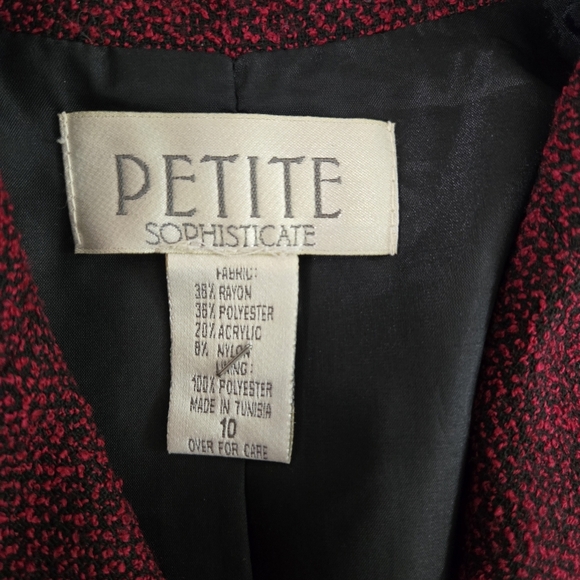 PETITE
SOPHISTICATE
FABRIC:
36% RAYON
36% POLYESTER
20% ACRYLIC
8% NYLON
LINING:
100% POLYESTER
MADE IN TUNISIA
10
OVER FOR CARE